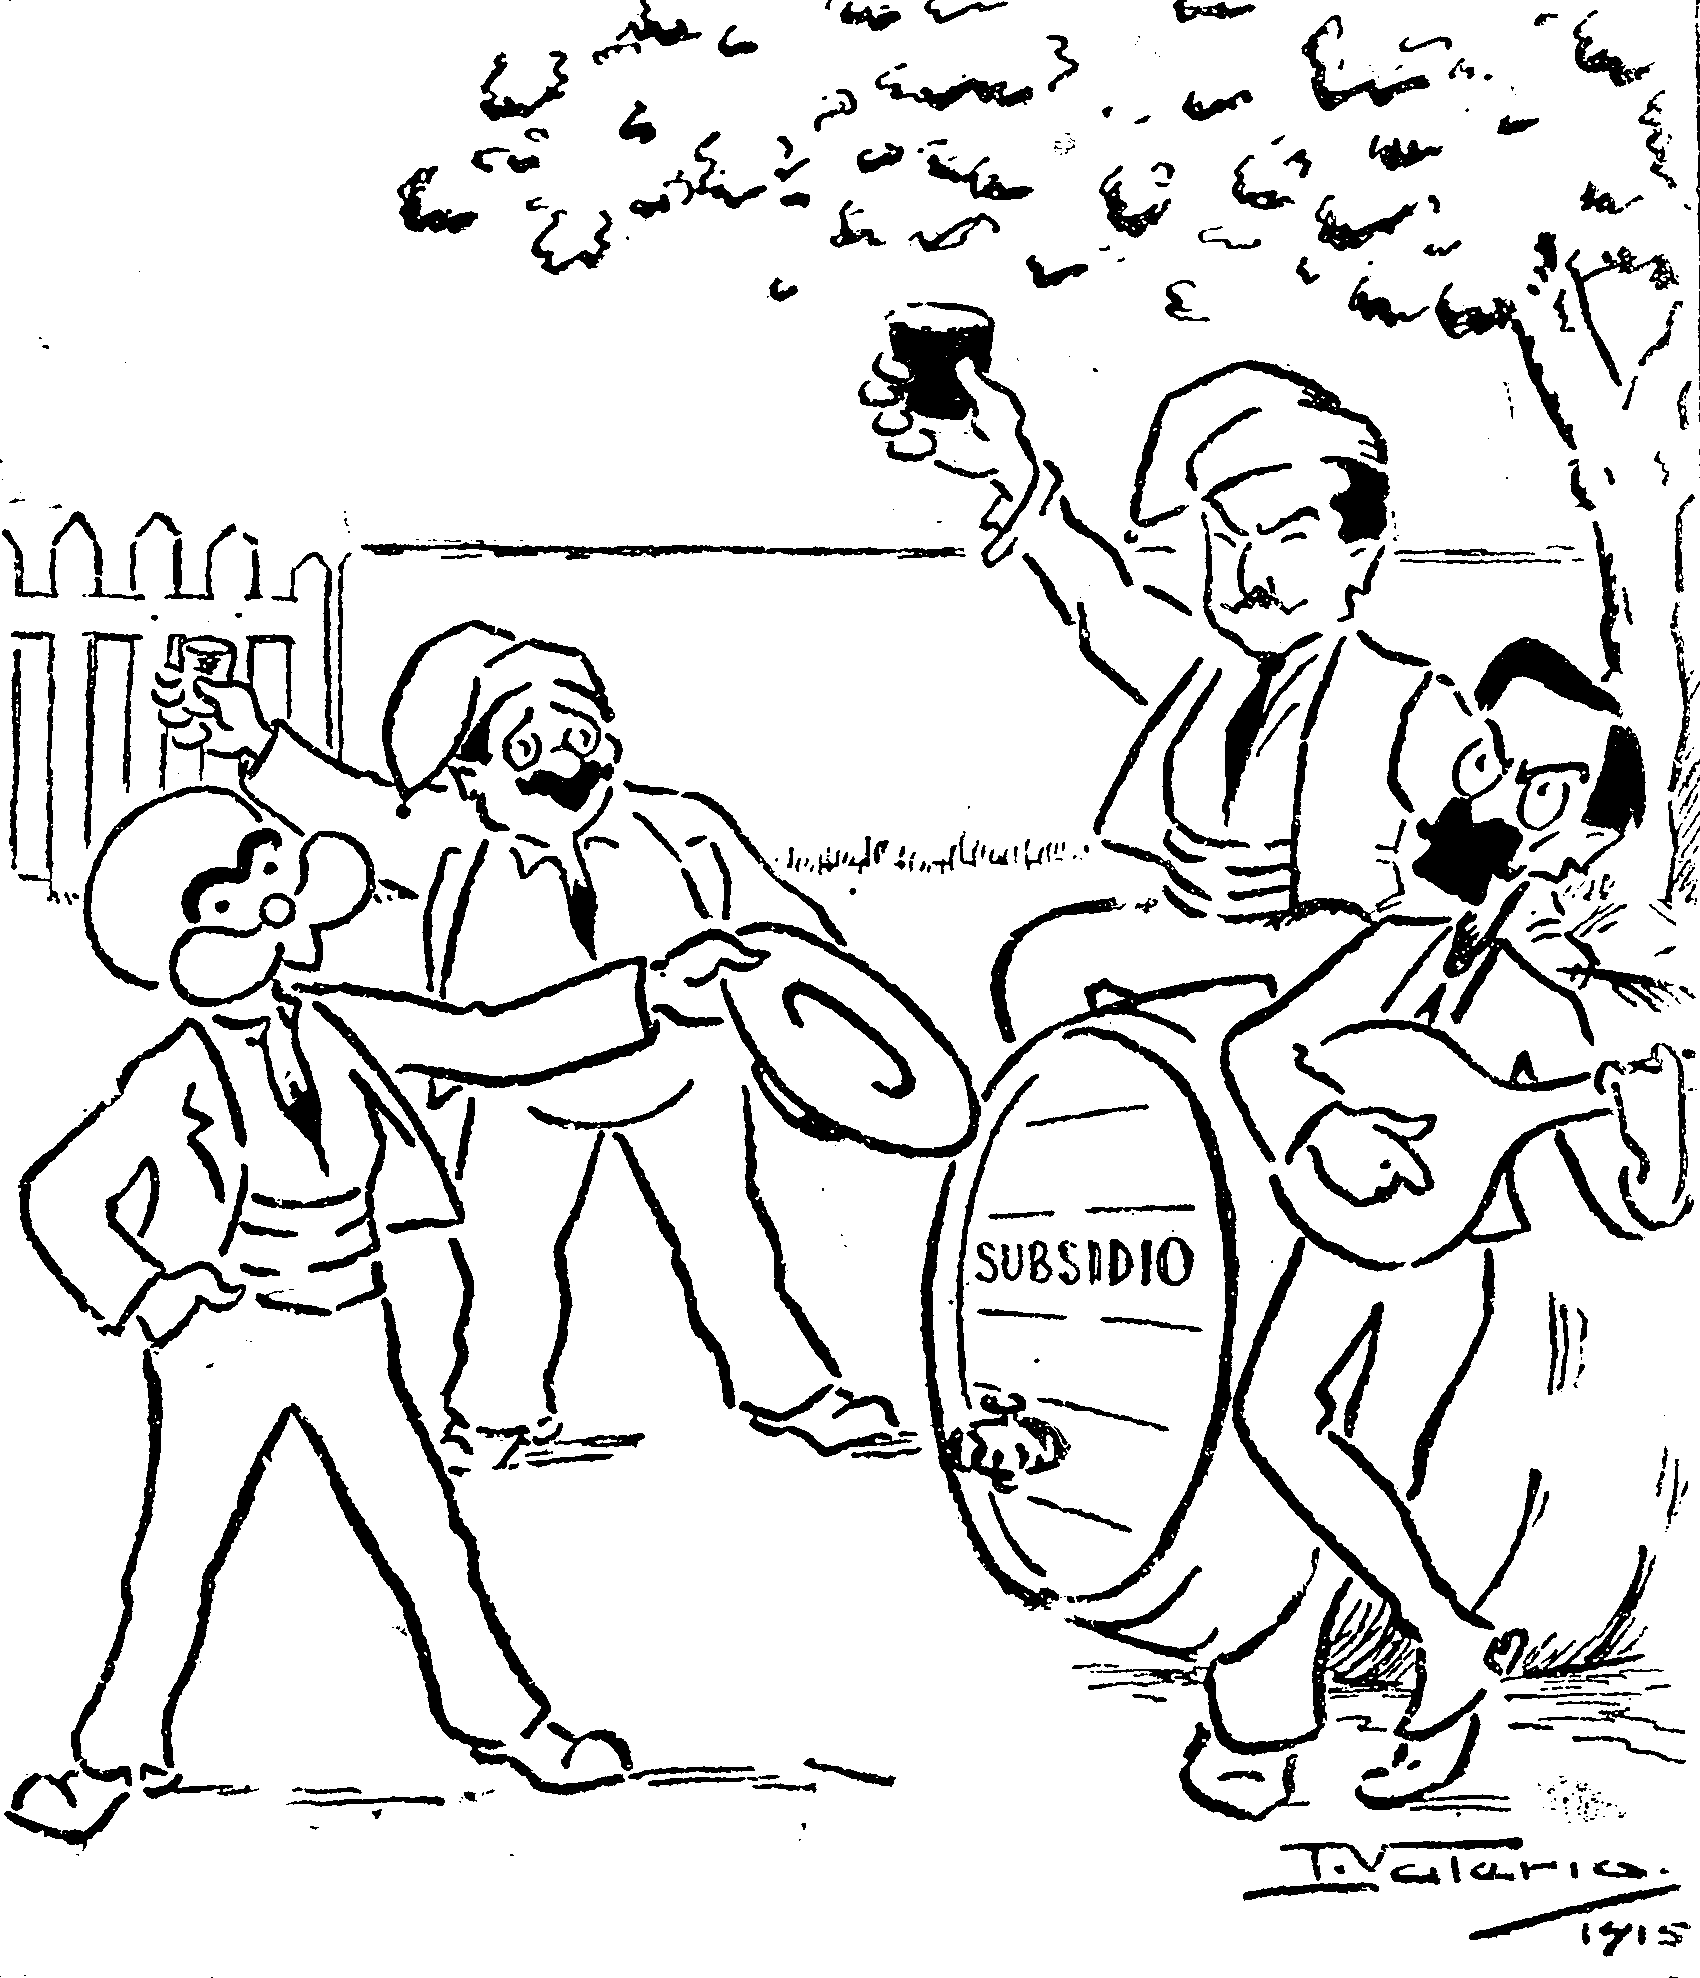 SUBSIDIO
I. Valerio.
1915